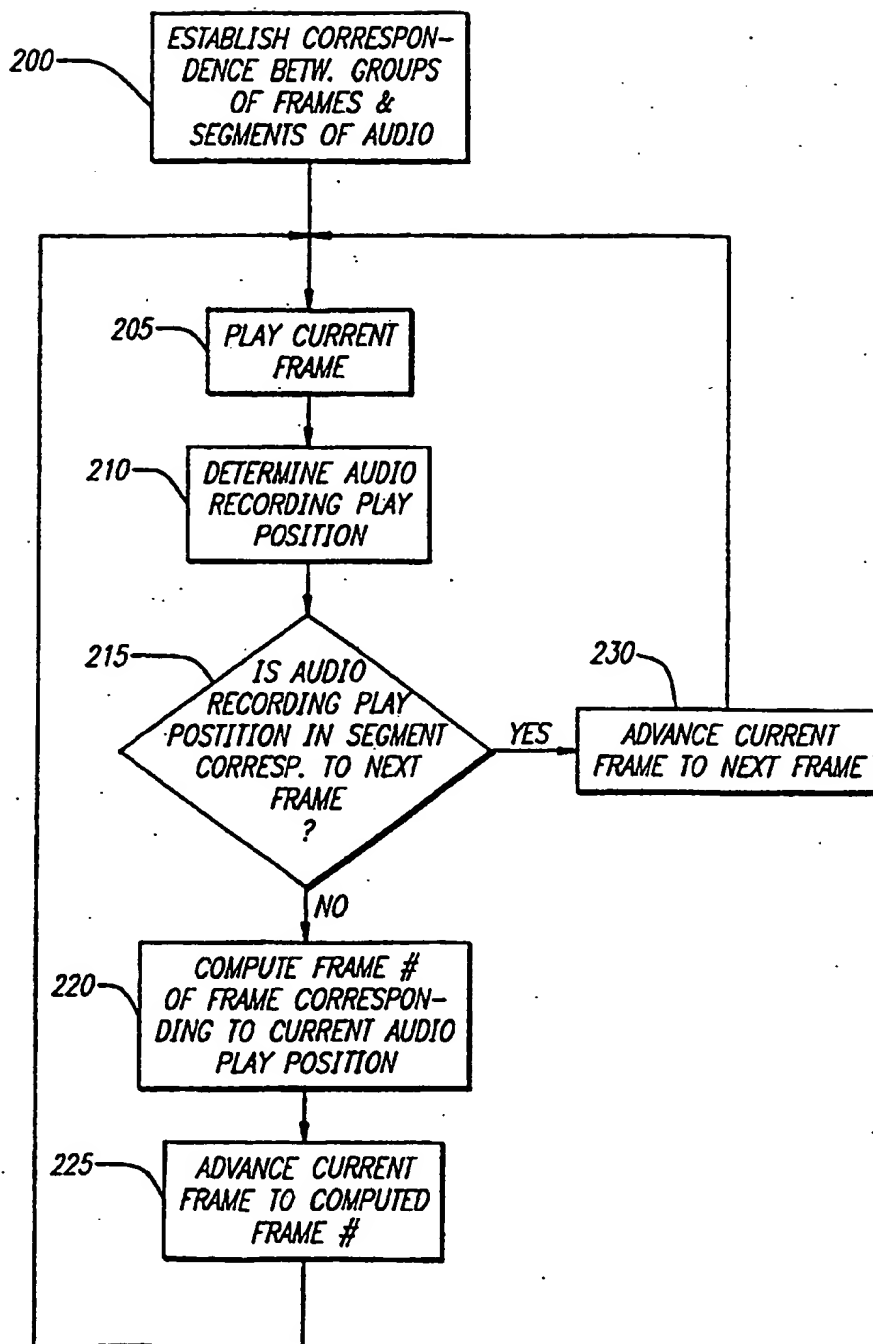 200
ESTABLISH CORRESPON-
DENCE BETW. GROUPS
OF FRAMES &
SEGMENTS OF AUDIO
205
PLAY CURRENT
FRAME
210
DETERMINE AUDIO
RECORDING PLAY
POSITION
215
IS AUDIO
RECORDING PLAY
POSTITION IN SEGMENT
CORRESP. TO NEXT
FRAME
?
YES
230
ADVANCE CURRENT
FRAME TO NEXT FRAME
NO
220
COMPUTE FRAME #
OF FRAME CORRESPON-
DING TO CURRENT AUDIO
PLAY POSITION
225
ADVANCE CURRENT
FRAME TO COMPUTED
FRAME #